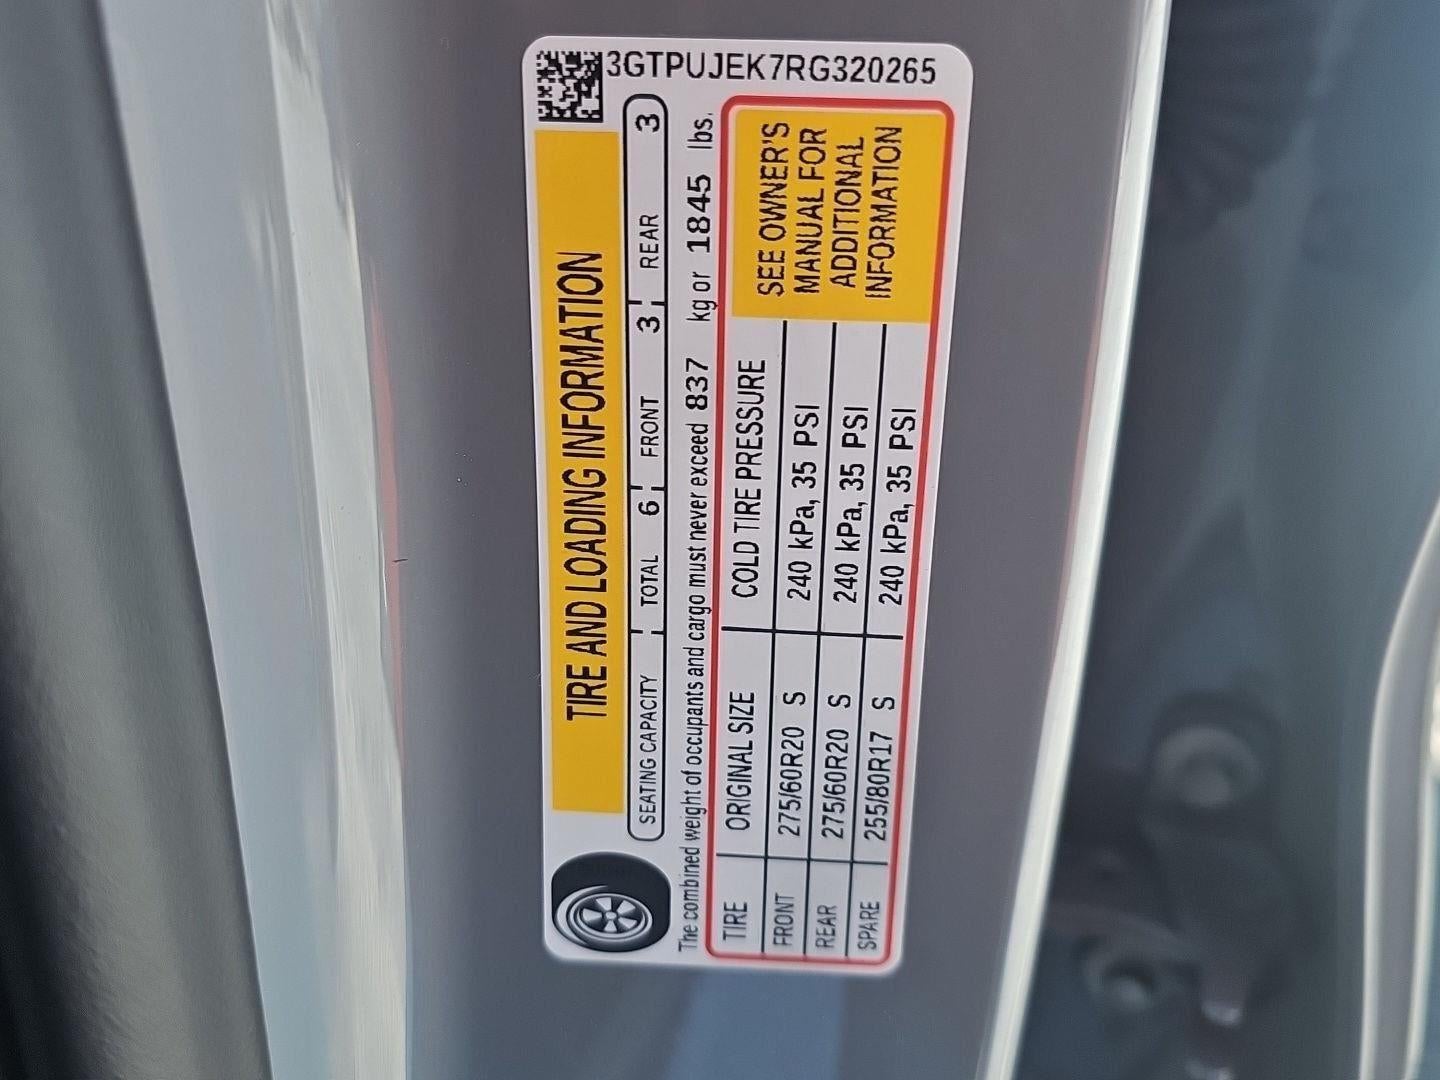 3GTPUJEK7RG320265
TIRE AND LOADING INFORMATION
SEATING CAPACITY TOTAL 6 FRONT 3 REAR 3
The combined weight of occupants and cargo must never exceed 837 kg or 1845 lbs.
TIRE ORIGINAL SIZE COLD TIRE PRESSURE
FRONT 275/60R20 S 240 kPa, 35 PSI
REAR 275/60R20 S 240 kPa, 35 PSI
SPARE 255/80R17 S 240 kPa, 35 PSI
SEE OWNER'S
MANUAL FOR
ADDITIONAL
INFORMATION